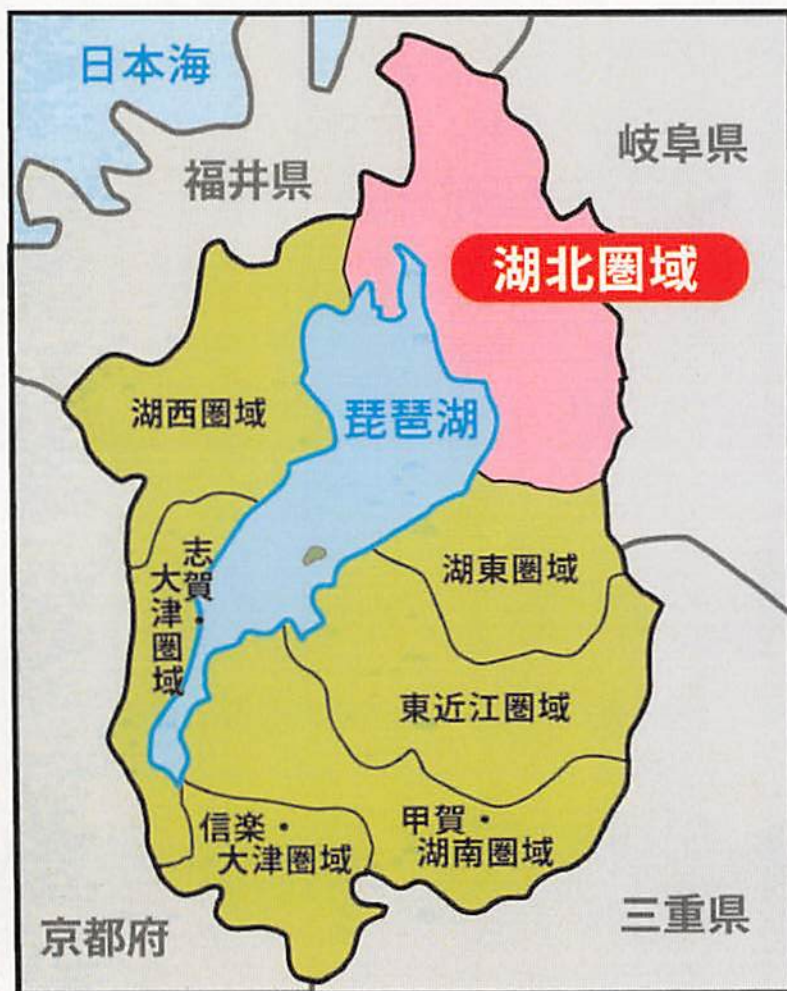 日本海
福井県
岐阜県
湖北圏域
湖西圏域
琵琶湖
志賀・
大津圏域
湖東圏域
東近江圏域
信楽・
大津圏域
甲賀・
湖南圏域
京都府
三重県